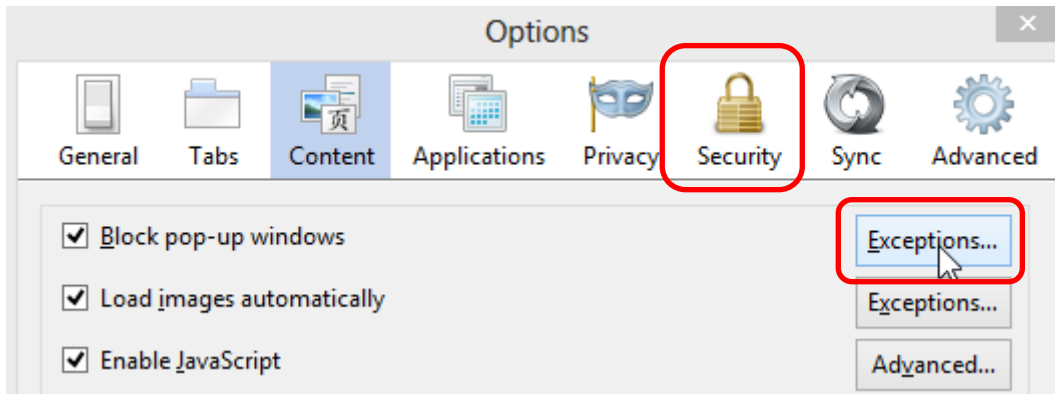 Options
General Tabs Content Applications Privacy Security Sync Advanced
Block pop-up windows Exceptions...
Load images automatically Exceptions...
Enable JavaScript Advanced...